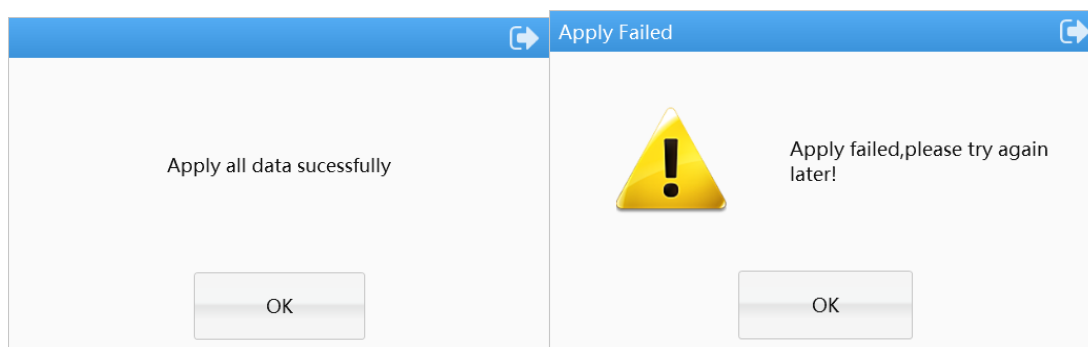 Apply all data sucessfully
OK
Apply Failed
Apply failed,please try again
later!
OK